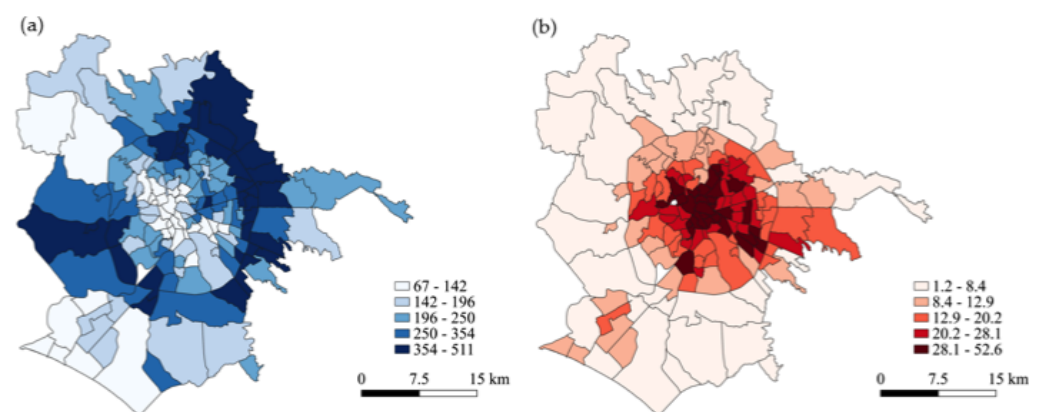 (a)
67 - 142
142 - 196
196 - 250
250 - 354
354 - 511
0 7.5 15 km
(b)
1.2 - 8.4
8.4 - 12.9
12.9 - 20.2
20.2 - 28.1
28.1 - 52.6
0 7.5 15 km